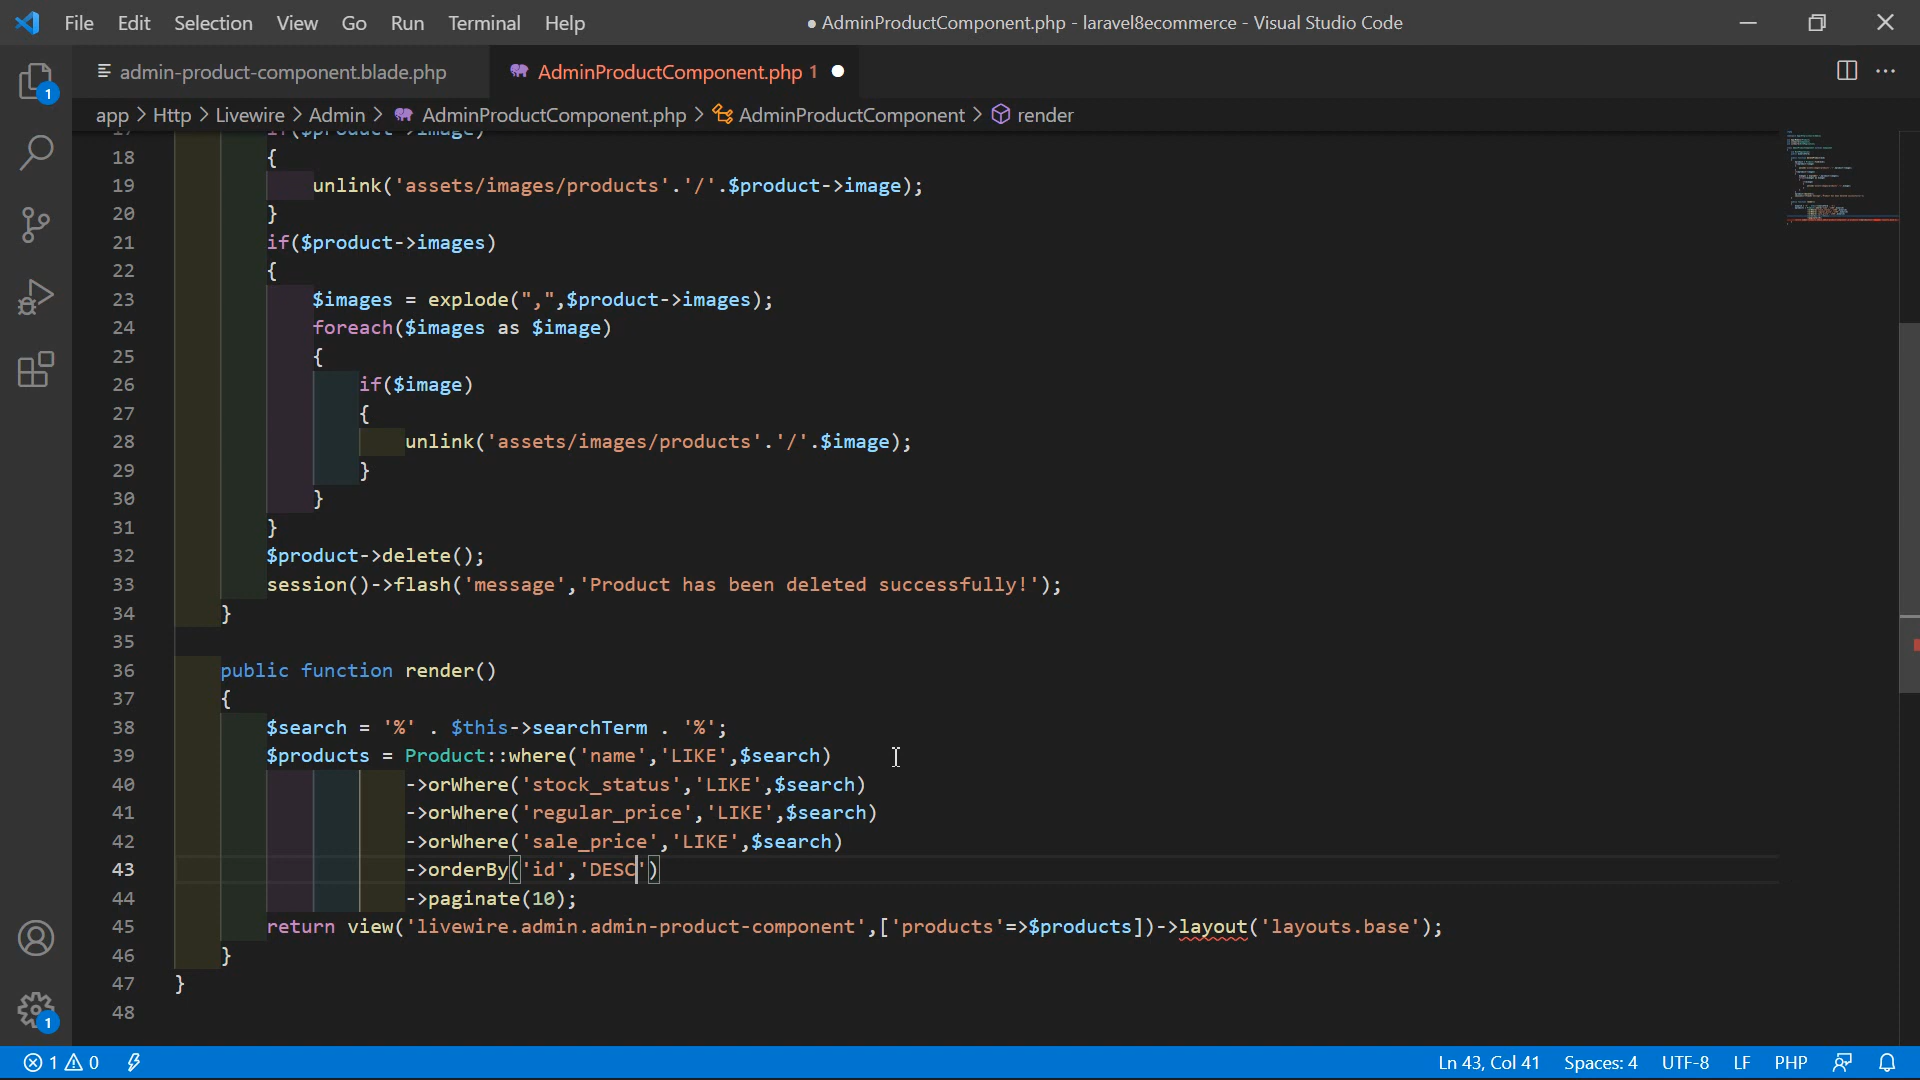 File Edit Selection View Go Run Terminal Help ● AdminProductComponent.php - laravel8ecommerce - Visual Studio Code
admin-product-component.blade.php AdminProductComponent.php 1 ●
app > Http > Livewire > Admin > AdminProductComponent.php > AdminProductComponent > render
17 if($product->image)
18 {
19 unlink('assets/images/products'.'/'.$product->image);
20 }
21 if($product->images)
22 {
23 $images = explode(",",$product->images);
24 foreach($images as $image)
25 {
26 if($image)
27 {
28 unlink('assets/images/products'.'/'.$image);
29 }
30 }
31 }
32 $product->delete();
33 session()->flash('message','Product has been deleted successfully!');
34 }
35
36 public function render()
37 {
38 $search = '%' . $this->searchTerm . '%';
39 $products = Product::where('name','LIKE',$search)
40 ->orWhere('stock_status','LIKE',$search)
41 ->orWhere('regular_price','LIKE',$search)
42 ->orWhere('sale_price','LIKE',$search)
43 ->orderBy('id','DESC')
44 ->paginate(10);
45 return view('livewire.admin.admin-product-component',['products'=>$products])->layout('layouts.base');
46 }
47 }
48
1
1
1 0 Ln 43, Col 41 Spaces: 4 UTF-8 LF PHP